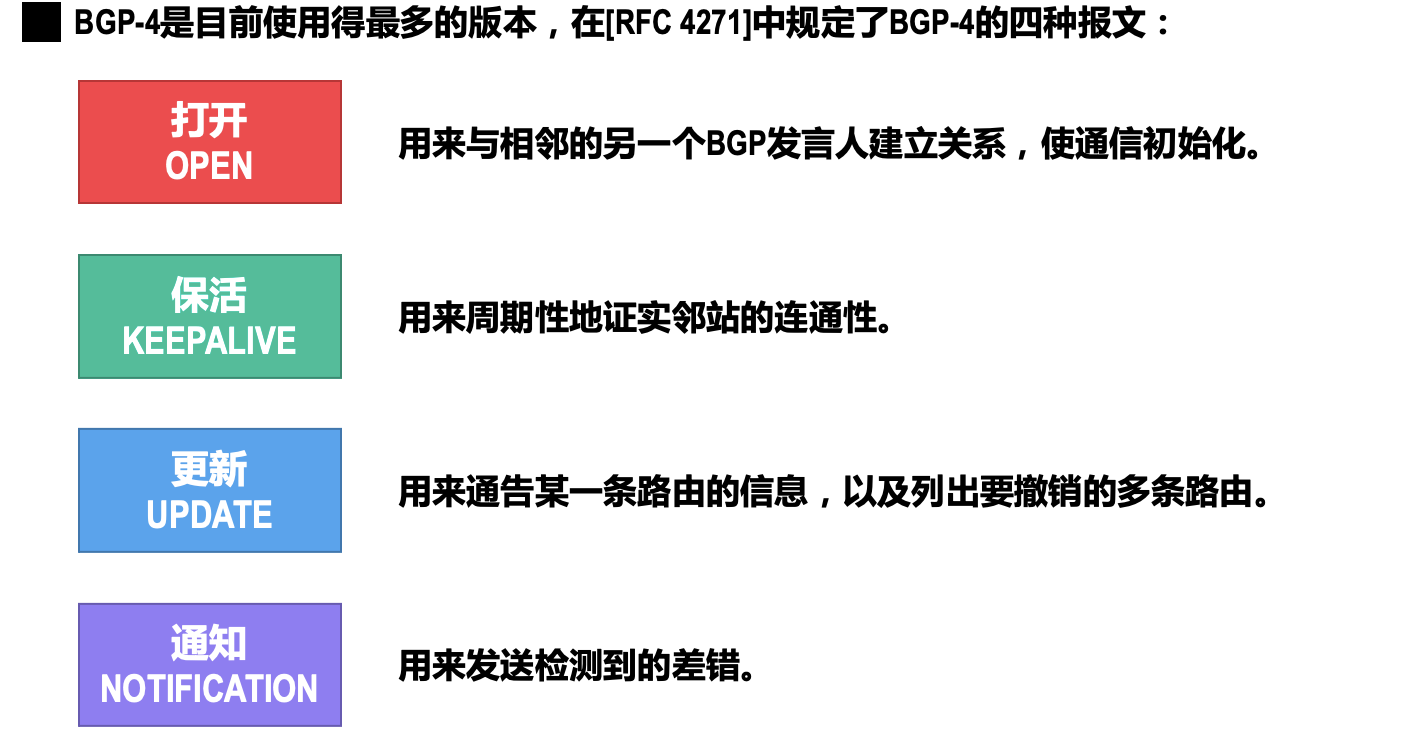 BGP-4是目前使用得最多的版本，在[RFC 4271]中规定了BGP-4的四种报文：
打开
OPEN
用来与相邻的另一个BGP发言人建立关系，使通信初始化。
保活
KEEPALIVE
用来周期性地证实邻站的连通性。
更新
UPDATE
用来通告某一条路由的信息，以及列出要撤销的多条路由。
通知
NOTIFICATION
用来发送检测到的差错。